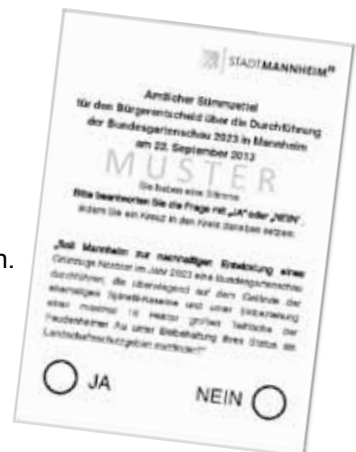 STADTMANNHEIM²
Amtlicher Stimmzettel
für den Bürgerentscheid über die Durchführung
der Bundesgartenschau 2023 in Mannheim
am 22. September 2013
MUSTER
Sie haben eine Stimme.
Bitte beantworten Sie die Frage mit „JA" oder „NEIN",
indem Sie ein Kreuz in den Kreis daneben setzen:
n.
„Soll Mannheim zur nachhaltigen Entwicklung eines
Grünzugs Nordost im Jahr 2023 eine Bundesgartenschau
durchführen, die überwiegend auf dem Gelände der
ehemaligen Spinelli-Kaserne und unter Einbeziehung
einer maximal Hektar großen Teilfläche der
Feudenheimer Au unter Beibehaltung ihres Status als
Landschaftsschutzgebiet stattfindet?"
JA
NEIN